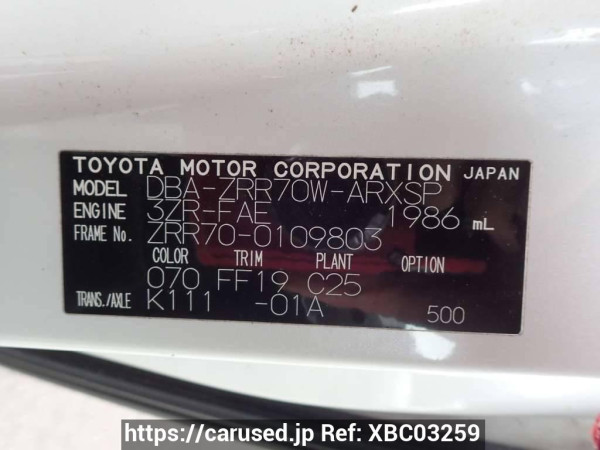 TOYOTA MOTOR CORPORATION JAPAN
MODEL DBA-ZRR70W-ARXSP
ENGINE 3ZR-FAE 1986 mL
FRAME No. ZRR70-0109803
COLOR TRIM PLANT OPTION
070 FF19 C25
TRANS./AXLE K111 -01A 500
https://carused.jp Ref: XBC03259